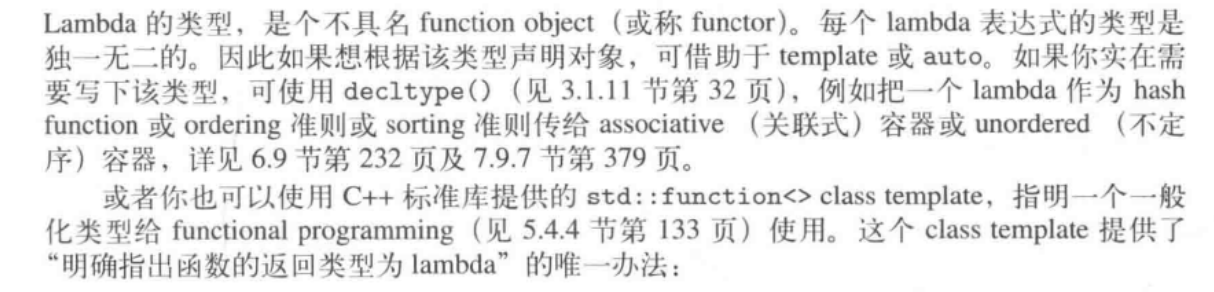 Lambda 的类型，是个不具名 function object（或称 functor）。每个 lambda 表达式的类型是
独一无二的。因此如果想根据该类型声明对象，可借助于 template 或 auto。如果你实在需
要写下该类型，可使用 decltype()（见 3.1.11 节第 32 页），例如把一个 lambda 作为 hash
function 或 ordering 准则或 sorting 准则传给 associative （关联式）容器或 unordered （不定
序）容器，详见 6.9 节第 232 页及 7.9.7 节第 379 页。
或者你也可以使用 C++ 标准库提供的 std::function<> class template，指明一个一般
化类型给 functional programming（见 5.4.4 节第 133 页）使用。这个 class template 提供了
“明确指出函数的返回类型为 lambda”的唯一办法：